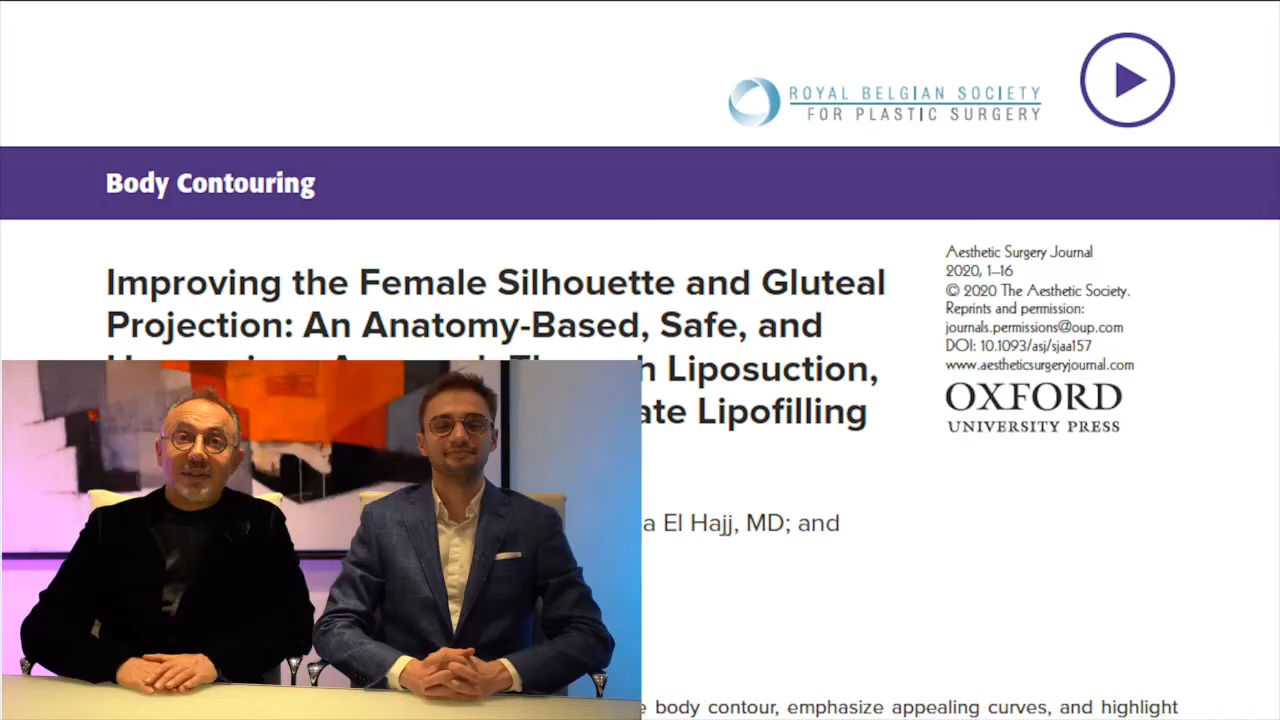 ROYAL BELGIAN SOCIETY
FOR PLASTIC SURGERY
Body Contouring
Improving the Female Silhouette and Gluteal
Projection: An Anatomy-Based, Safe, and
Liposuction,
Lipofilling
a El Hajj, MD; and
body contour, emphasize appealing curves, and highlight
Aesthetic Surgery Journal
2020, 1–16
© 2020 The Aesthetic Society.
Reprints and permission:
journals.permissions@oup.com
DOI: 10.1093/asj/sjaa157
www.aestheticsurgeryjournal.com
OXFORD
UNIVERSITY PRESS